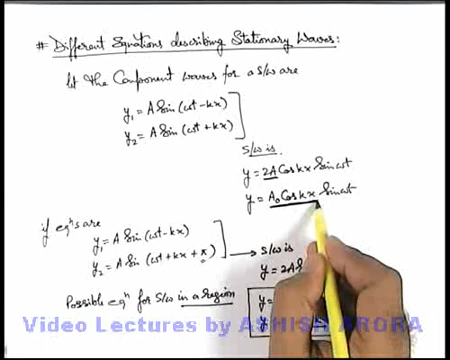 # Different Equations describing Stationary Waves:
let the Component waves for a S/W are
y₁ = A Sin (ωt - kx)
y₂ = A Sin (ωt + kx)
S/W is.
y = 2A Cos kx Sin ωt
y = A₀ Cos kx Sin ωt
if eqⁿs are
y₁ = A Sin (ωt - kx)
y₂ = A Sin (ωt + kx + π)
S/W is
y = 2A
Possible eqⁿ for S/W in a region
y =
Video Lectures by ASHISH ARORA